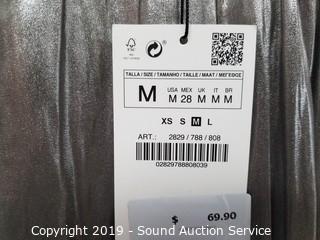 FSC
TALLA / SIZE / TAMANHO / TAILLE / MAAT / ΜΕΓΕΘΟΣ
M
USA MEX UK IT BR
M 28 M M M
XS S M L
ART.: 2829 / 788 / 808
02829788808039
$ 69.90
Copyright 2019 - Sound Auction Service